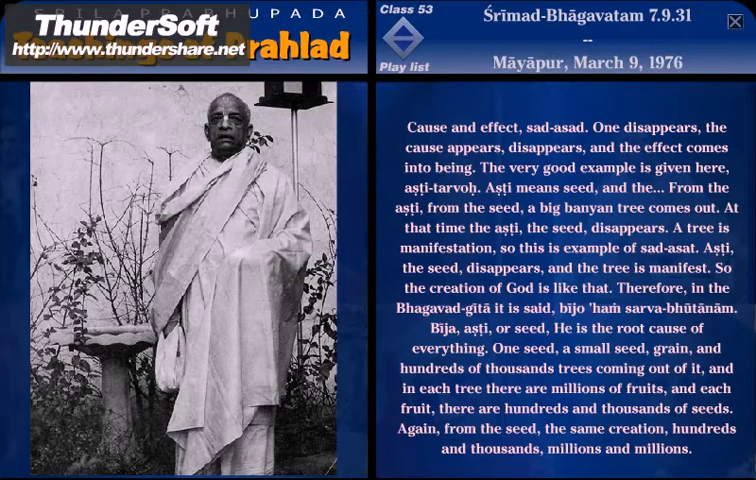 SRILA PRABHUPADA
ThunderSoft
http://www.thundershare.net
Prahlad
Class 53
Play list
Śrīmad-Bhāgavatam 7.9.31
--
Māyāpur, March 9, 1976
Cause and effect, sad-asad. One disappears, the
cause appears, disappears, and the effect comes
into being. The very good example is given here,
aṣṭi-tarvoḥ. Aṣṭi means seed, and the... From the
aṣṭi, from the seed, a big banyan tree comes out. At
that time the aṣṭi, the seed, disappears. A tree is
manifestation, so this is example of sad-asat. Aṣṭi,
the seed, disappears, and the tree is manifest. So
the creation of God is like that. Therefore, in the
Bhagavad-gītā it is said, bījo 'haṁ sarva-bhūtānām.
Bīja, aṣṭi, or seed, He is the root cause of
everything. One seed, a small seed, grain, and
hundreds of thousands trees coming out of it, and
in each tree there are millions of fruits, and each
fruit, there are hundreds and thousands of seeds.
Again, from the seed, the same creation, hundreds
and thousands, millions and millions.